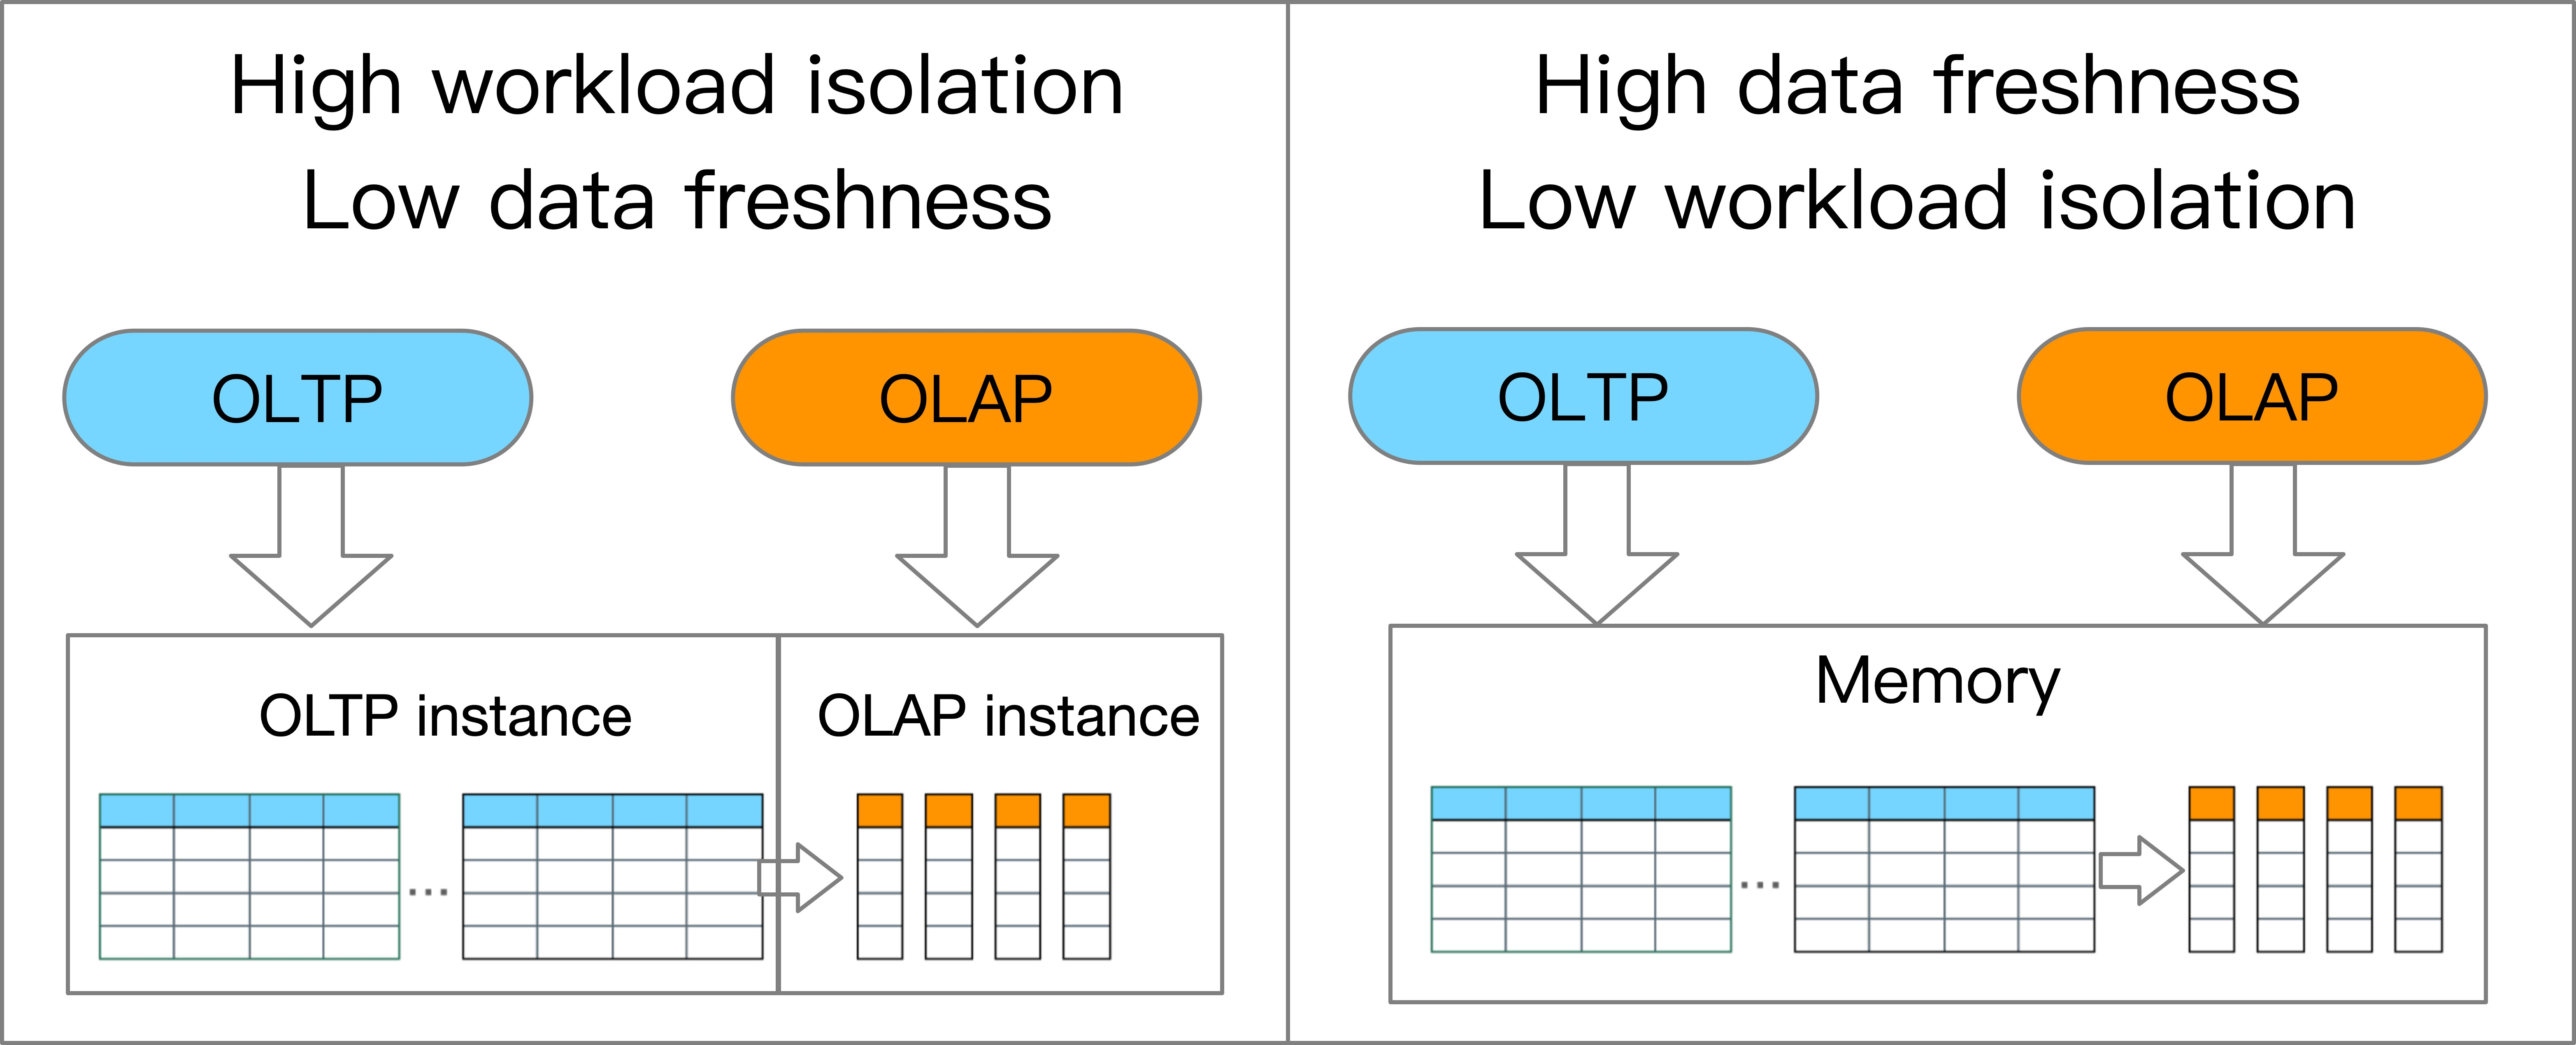 High workload isolation
Low data freshness
OLTP
OLAP
OLTP instance
OLAP instance
...
High data freshness
Low workload isolation
OLTP
OLAP
Memory
...